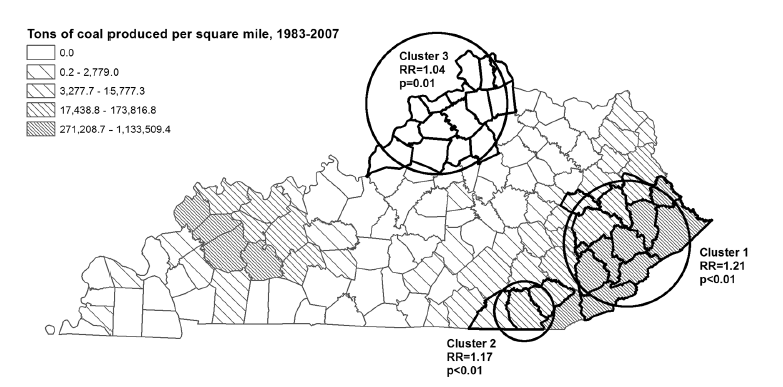 Tons of coal produced per square mile, 1983-2007
0.0
0.2 - 2,779.0
3,277.7 - 15,777.3
17,438.8 - 173,816.8
271,208.7 – 1,133,509.4
Cluster 3
RR=1.04
p=0.01
Cluster 1
RR=1.21
p<0.01
Cluster 2
RR=1.17
p<0.01